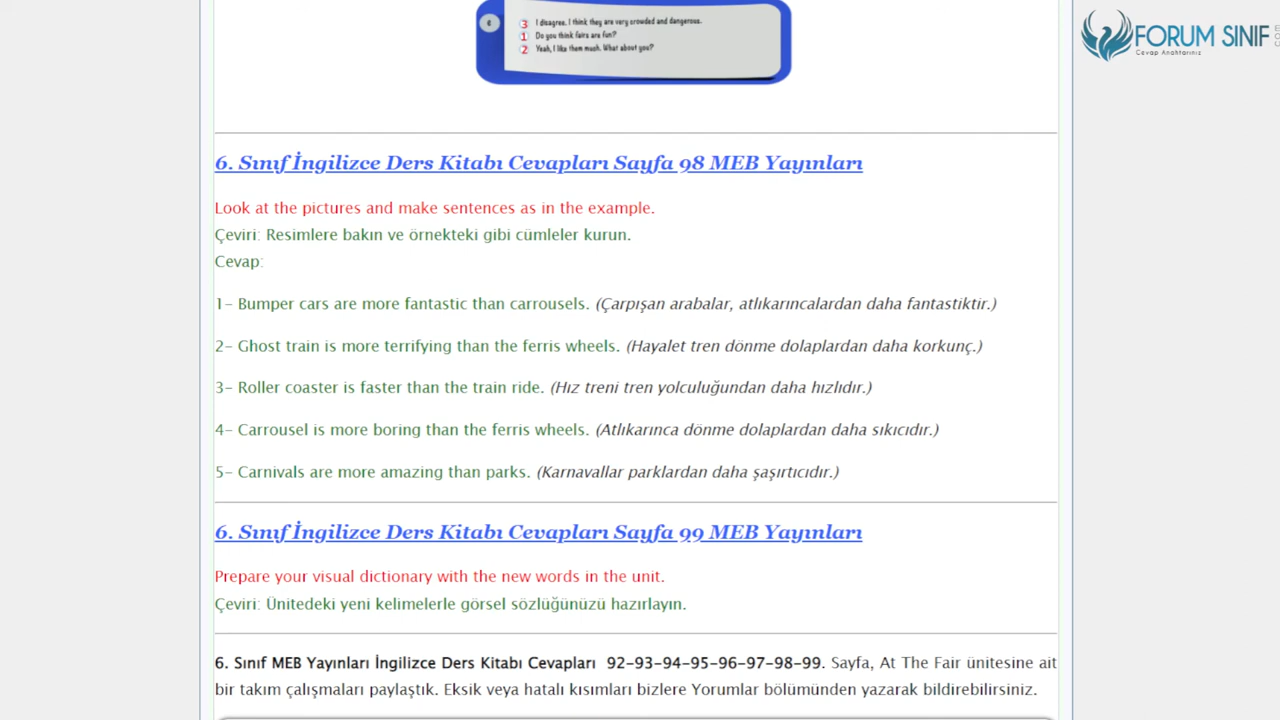 6
3 I disagree. I think they are very crowded and dangerous.
1 Do you think fairs are fun?
2 Yeah, I like them much. What about you?
FORUM SINIF
Cevap Anahtarınız
6. Sınıf İngilizce Ders Kitabı Cevapları Sayfa 98 MEB Yayınları
Look at the pictures and make sentences as in the example.
Çeviri: Resimlere bakın ve örnekteki gibi cümleler kurun.
Cevap:
1– Bumper cars are more fantastic than carrousels. (Çarpışan arabalar, atlıkarıncalardan daha fantastiktir.)
2– Ghost train is more terrifying than the ferris wheels. (Hayalet tren dönme dolaplardan daha korkunç.)
3– Roller coaster is faster than the train ride. (Hız treni tren yolculuğundan daha hızlıdır.)
4– Carrousel is more boring than the ferris wheels. (Atlıkarınca dönme dolaplardan daha sıkıcıdır.)
5– Carnivals are more amazing than parks. (Karnavallar parklardan daha şaşırtıcıdır.)
6. Sınıf İngilizce Ders Kitabı Cevapları Sayfa 99 MEB Yayınları
Prepare your visual dictionary with the new words in the unit.
Çeviri: Ünitedeki yeni kelimelerle görsel sözlüğünüzü hazırlayın.
6. Sınıf MEB Yayınları İngilizce Ders Kitabı Cevapları 92–93–94–95–96–97–98–99. Sayfa, At The Fair ünitesine ait
bir takım çalışmaları paylaştık. Eksik veya hatalı kısımları bizlere Yorumlar bölümünden yazarak bildirebilirsiniz.